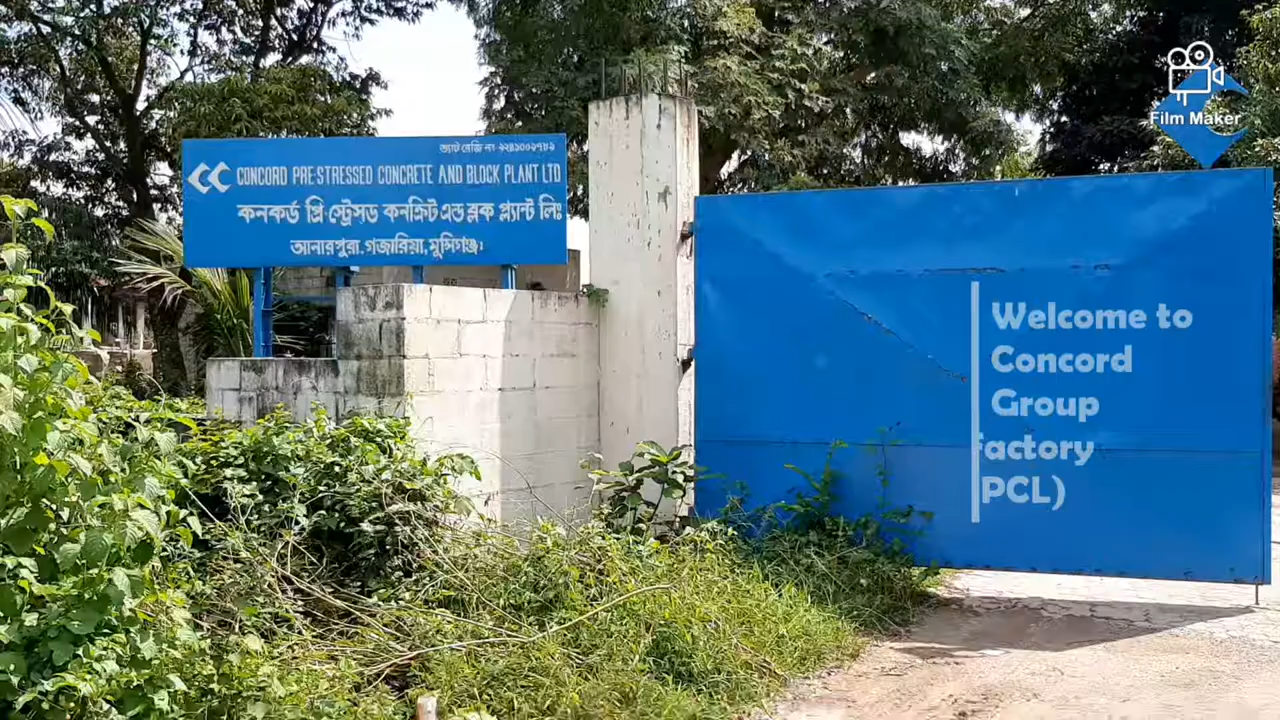 ভ্যাট রেজি নং ২২৪১০০২৭৮৯
CONCORD PRE.STRESSED CONCRETE AND BLOCK PLANT LTD
কনকর্ড প্রি স্ট্রেসড কনক্রিট এন্ড ব্লক প্ল্যান্ট লিঃ
আনারপুরা, গজারিয়া, মুন্সিগঞ্জ।
Film Maker
Welcome to
Concord
Group
factory
(PCL)